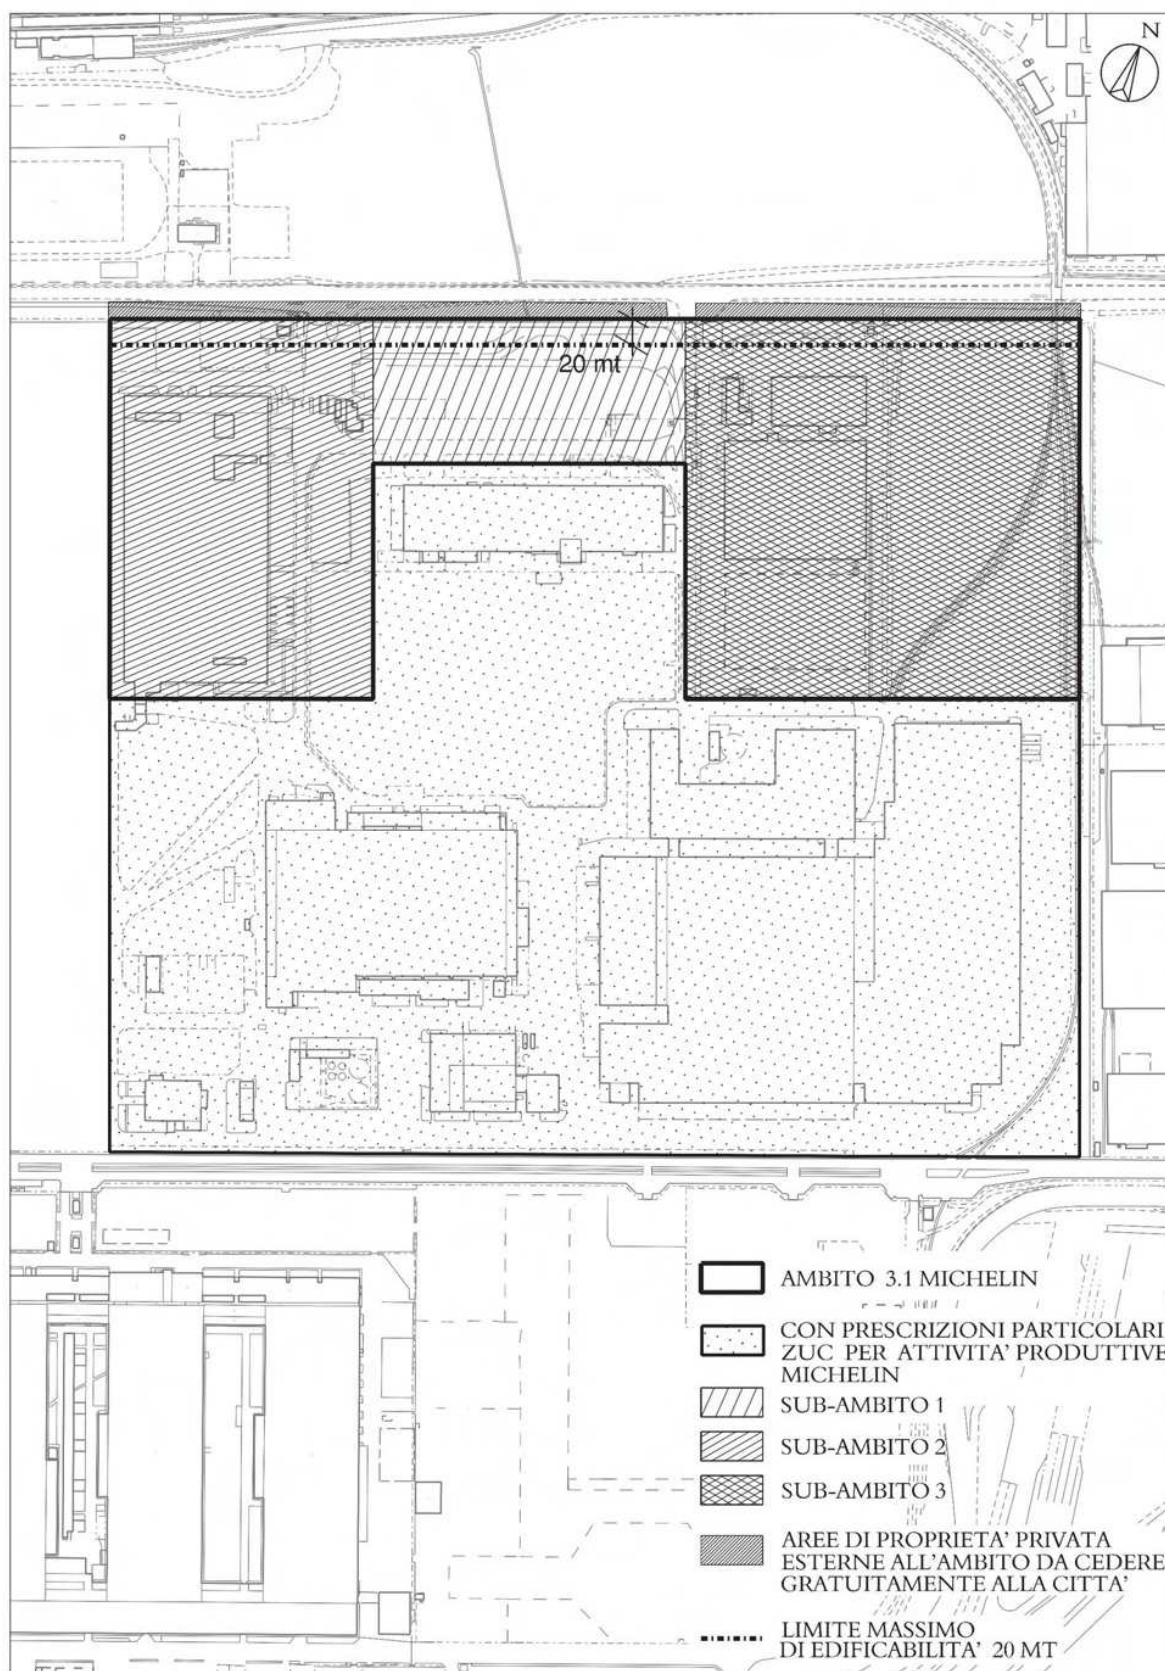 N
20 mt
AMBITO 3.1 MICHELIN
CON PRESCRIZIONI PARTICOLARI
ZUC PER ATTIVITA' PRODUTTIVE
MICHELIN
SUB-AMBITO 1
SUB-AMBITO 2
SUB-AMBITO 3
AREE DI PROPRIETA' PRIVATA
ESTERNE ALL'AMBITO DA CEDERE
GRATUITAMENTE ALLA CITTA'
LIMITE MASSIMO
DI EDIFICABILITA' 20 MT